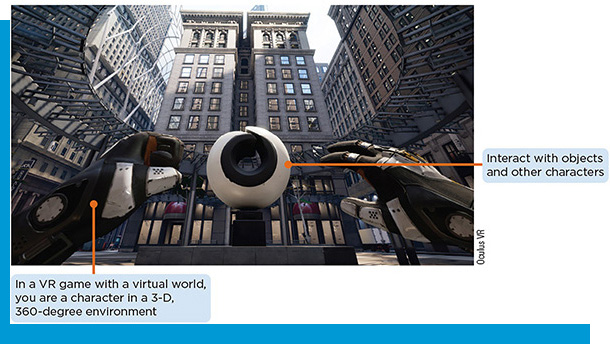 Interact with objects
and other characters
Oculus VR
In a VR game with a virtual world,
you are a character in a 3-D,
360-degree environment